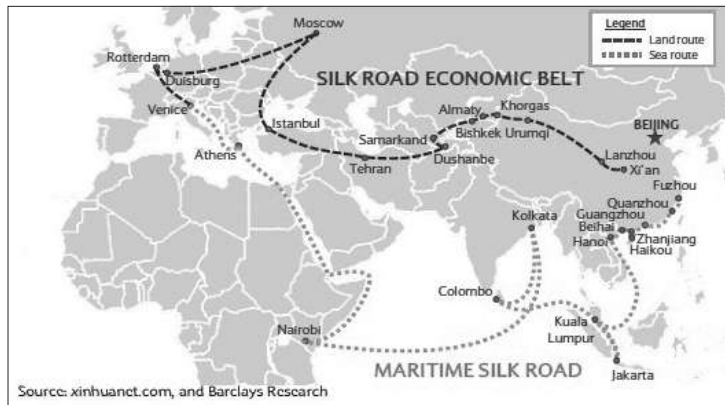 Moscow
Legend
Land route
Sea route
Rotterdam
Duisburg
SILK ROAD ECONOMIC BELT
Venice
Almaty
Khorgas
Istanbul
Samarkand
Bishkek
Urumqi
BEIJING
Athens
Dushanbe
Lanzhou
Tehran
Xi'an
Fuzhou
Quanzhou
Kolkata
Guangzhou
Beihai
Hanoi
Zhanjiang
Haikou
Colombo
Kuala
Lumpur
Nairobi
MARITIME SILK ROAD
Jakarta
Source: xinhuanet.com, and Barclays Research